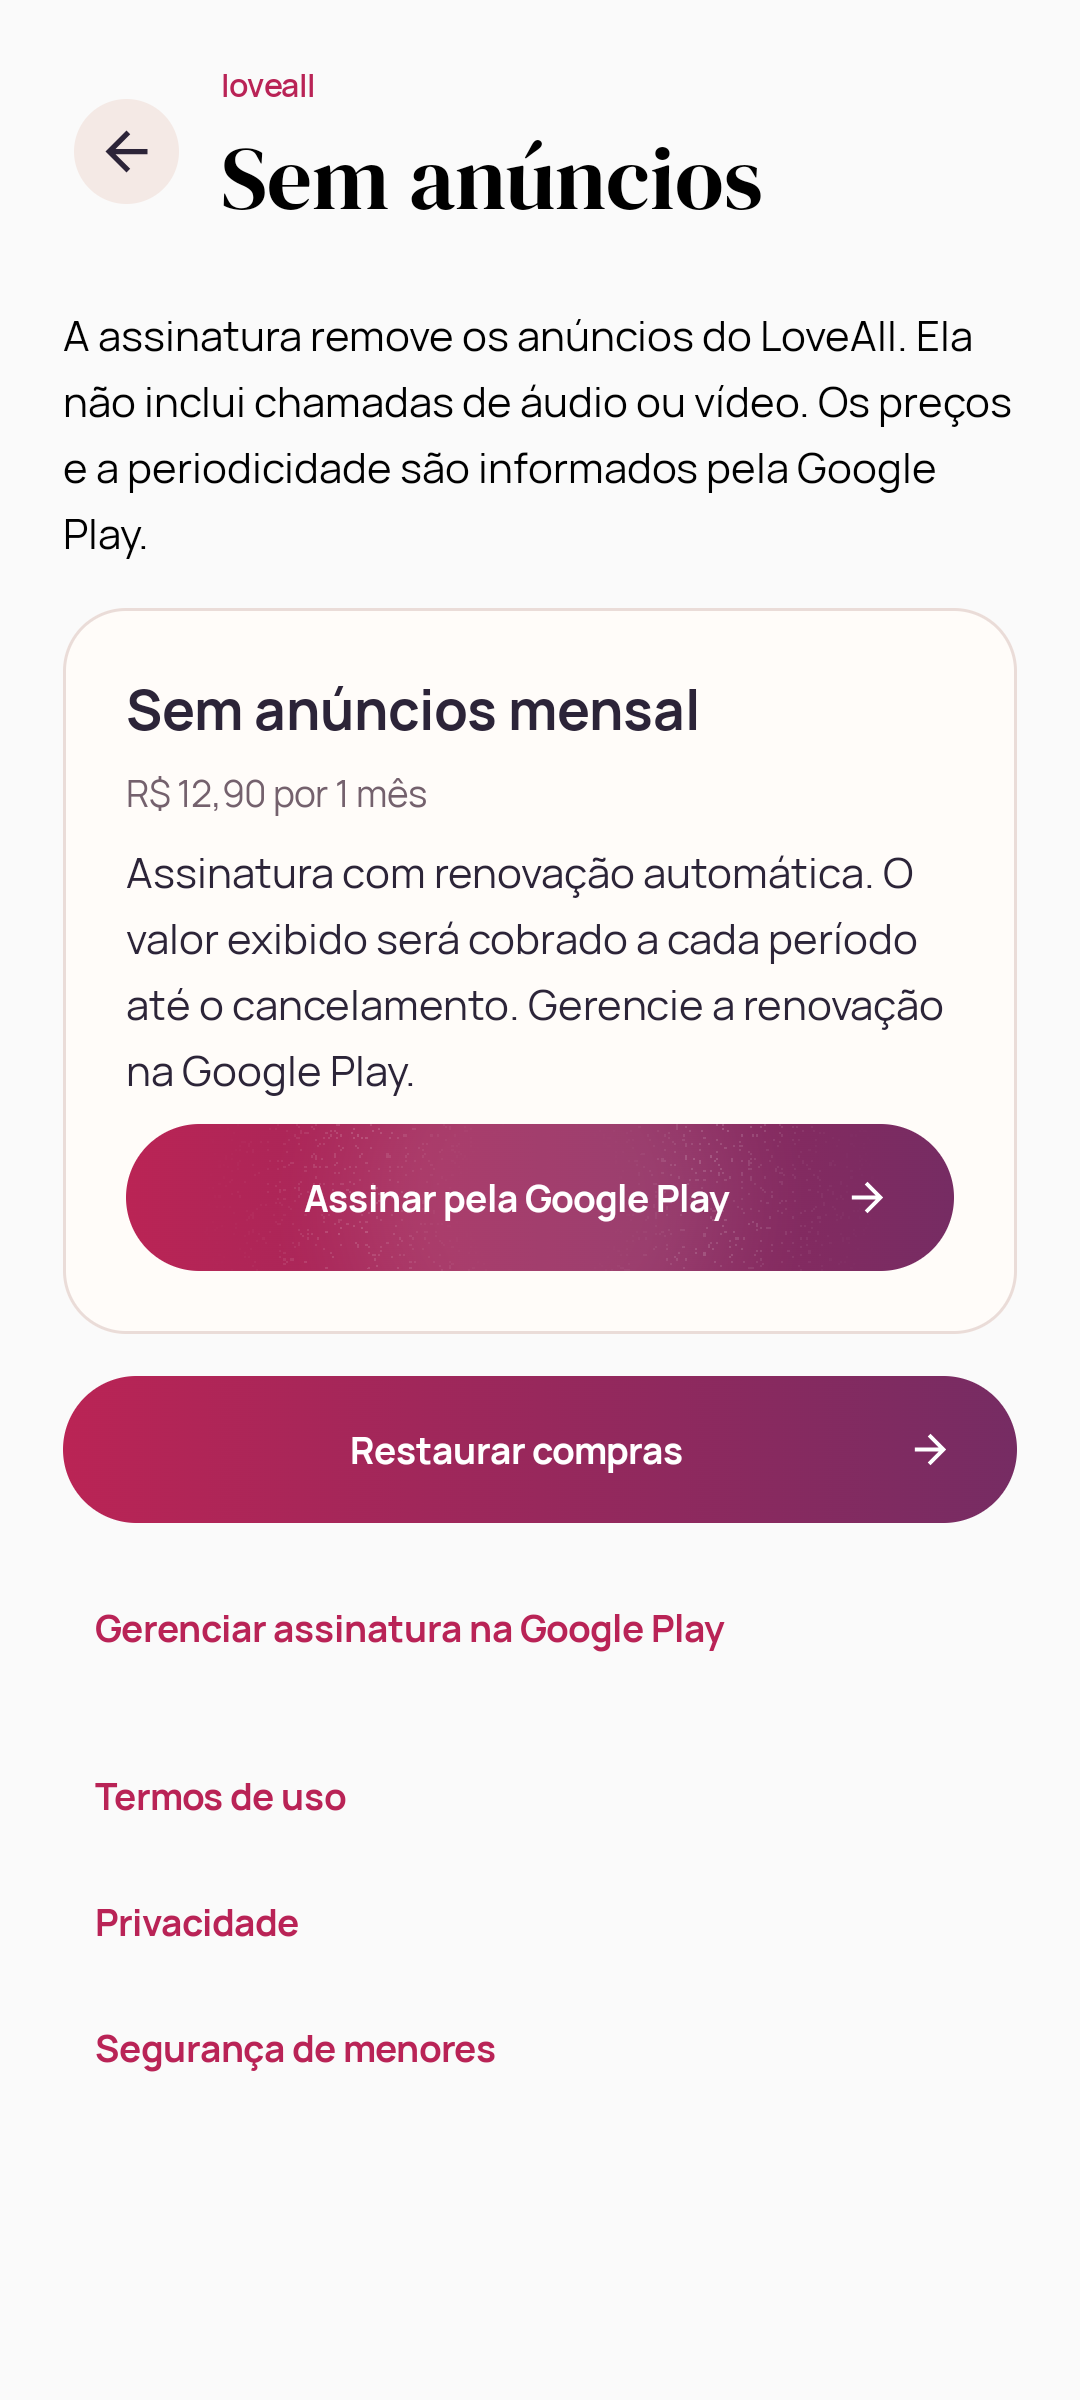 loveall
Sem anúncios
A assinatura remove os anúncios do LoveAll. Ela
não inclui chamadas de áudio ou vídeo. Os preços
e a periodicidade são informados pela Google
Play.
Sem anúncios mensal
R$ 12,90 por 1 mês
Assinatura com renovação automática. O
valor exibido será cobrado a cada período
até o cancelamento. Gerencie a renovação
na Google Play.
Assinar pela Google Play
Restaurar compras
Gerenciar assinatura na Google Play
Termos de uso
Privacidade
Segurança de menores